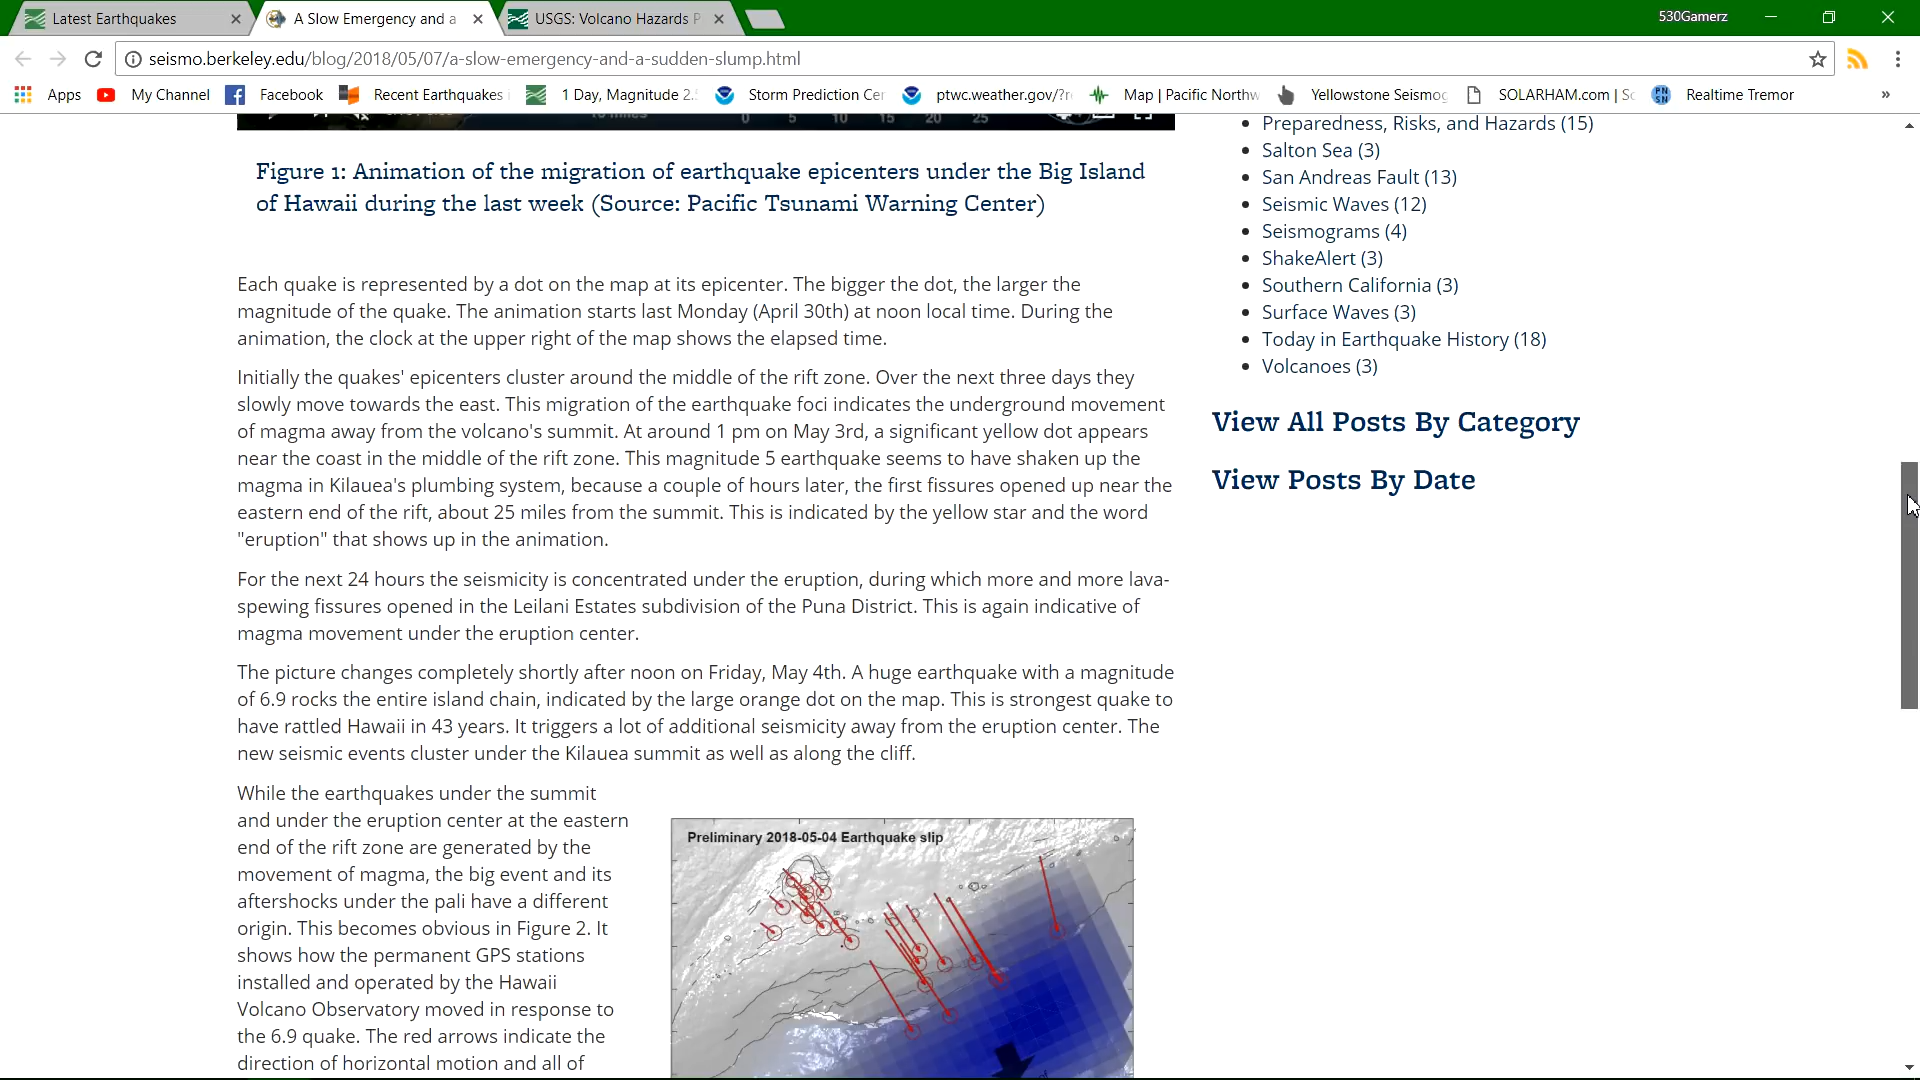 Latest Earthquakes
A Slow Emergency and a
USGS: Volcano Hazards P
530Gamerz
seismo.berkeley.edu/blog/2018/05/07/a-slow-emergency-and-a-sudden-slump.html
Apps
My Channel
Facebook
Recent Earthquakes
1 Day, Magnitude 2.
Storm Prediction Cer
ptwc.weather.gov/?r
Map | Pacific Northw
Yellowstone Seismog
SOLARHAM.com | So
Realtime Tremor
»
0 5 10 15 20 25
Figure 1: Animation of the migration of earthquake epicenters under the Big Island
of Hawaii during the last week (Source: Pacific Tsunami Warning Center)
Each quake is represented by a dot on the map at its epicenter. The bigger the dot, the larger the
magnitude of the quake. The animation starts last Monday (April 30th) at noon local time. During the
animation, the clock at the upper right of the map shows the elapsed time.
Initially the quakes' epicenters cluster around the middle of the rift zone. Over the next three days they
slowly move towards the east. This migration of the earthquake foci indicates the underground movement
of magma away from the volcano's summit. At around 1 pm on May 3rd, a significant yellow dot appears
near the coast in the middle of the rift zone. This magnitude 5 earthquake seems to have shaken up the
magma in Kilauea's plumbing system, because a couple of hours later, the first fissures opened up near the
eastern end of the rift, about 25 miles from the summit. This is indicated by the yellow star and the word
"eruption" that shows up in the animation.
For the next 24 hours the seismicity is concentrated under the eruption, during which more and more lava-
spewing fissures opened in the Leilani Estates subdivision of the Puna District. This is again indicative of
magma movement under the eruption center.
The picture changes completely shortly after noon on Friday, May 4th. A huge earthquake with a magnitude
of 6.9 rocks the entire island chain, indicated by the large orange dot on the map. This is strongest quake to
have rattled Hawaii in 43 years. It triggers a lot of additional seismicity away from the eruption center. The
new seismic events cluster under the Kilauea summit as well as along the cliff.
While the earthquakes under the summit
and under the eruption center at the eastern
end of the rift zone are generated by the
movement of magma, the big event and its
aftershocks under the pali have a different
origin. This becomes obvious in Figure 2. It
shows how the permanent GPS stations
installed and operated by the Hawaii
Volcano Observatory moved in response to
the 6.9 quake. The red arrows indicate the
direction of horizontal motion and all of
Preliminary 2018-05-04 Earthquake slip
Preparedness, Risks, and Hazards (15)
Salton Sea (3)
San Andreas Fault (13)
Seismic Waves (12)
Seismograms (4)
ShakeAlert (3)
Southern California (3)
Surface Waves (3)
Today in Earthquake History (18)
Volcanoes (3)
View All Posts By Category
View Posts By Date